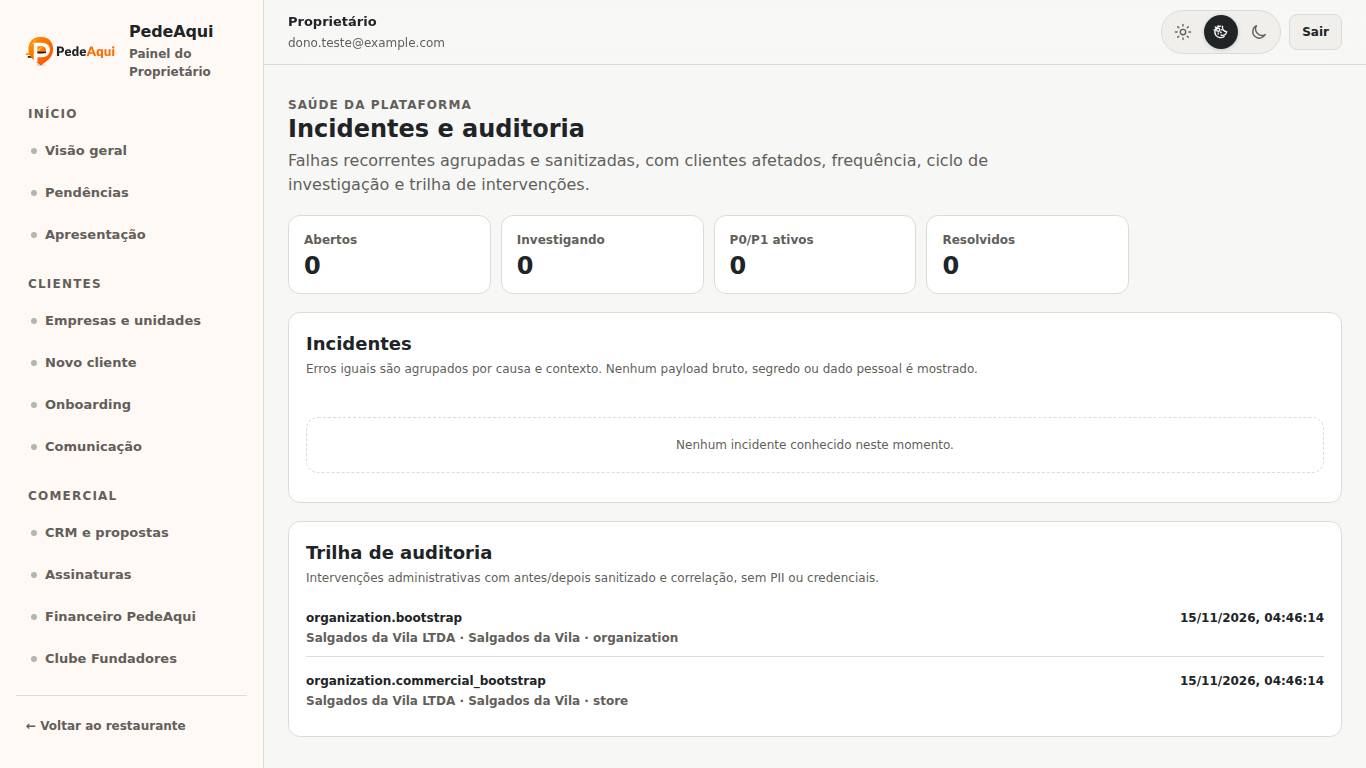 PedeAqui
PedeAqui
Painel do
Proprietário
INÍCIO
Visão geral
Pendências
Apresentação
CLIENTES
Empresas e unidades
Novo cliente
Onboarding
Comunicação
COMERCIAL
CRM e propostas
Assinaturas
Financeiro PedeAqui
Clube Fundadores
← Voltar ao restaurante
Proprietário
dono.teste@example.com
Sair
SAÚDE DA PLATAFORMA
Incidentes e auditoria
Falhas recorrentes agrupadas e sanitizadas, com clientes afetados, frequência, ciclo de
investigação e trilha de intervenções.
Abertos
0
Investigando
0
P0/P1 ativos
0
Resolvidos
0
Incidentes
Erros iguais são agrupados por causa e contexto. Nenhum payload bruto, segredo ou dado pessoal é mostrado.
Nenhum incidente conhecido neste momento.
Trilha de auditoria
Intervenções administrativas com antes/depois sanitizado e correlação, sem PII ou credenciais.
organization.bootstrap 15/11/2026, 04:46:14
Salgados da Vila LTDA · Salgados da Vila · organization
organization.commercial_bootstrap 15/11/2026, 04:46:14
Salgados da Vila LTDA · Salgados da Vila · store